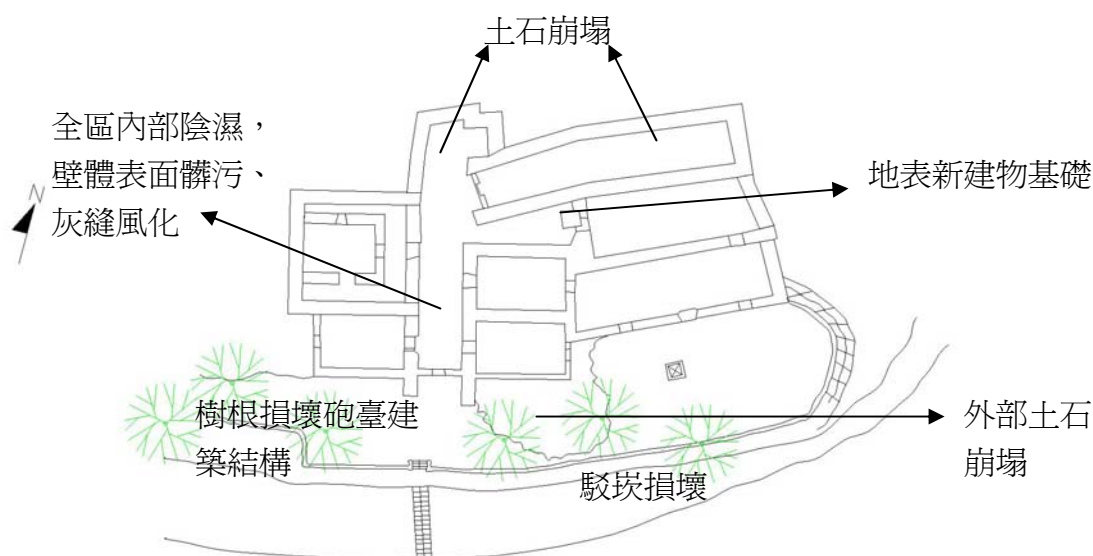 土石崩塌
全區內部陰濕，
壁體表面髒污、
灰縫風化
地表新建物基礎
N
樹根損壞砲臺建
築結構
外部土石
崩塌
駁崁損壞